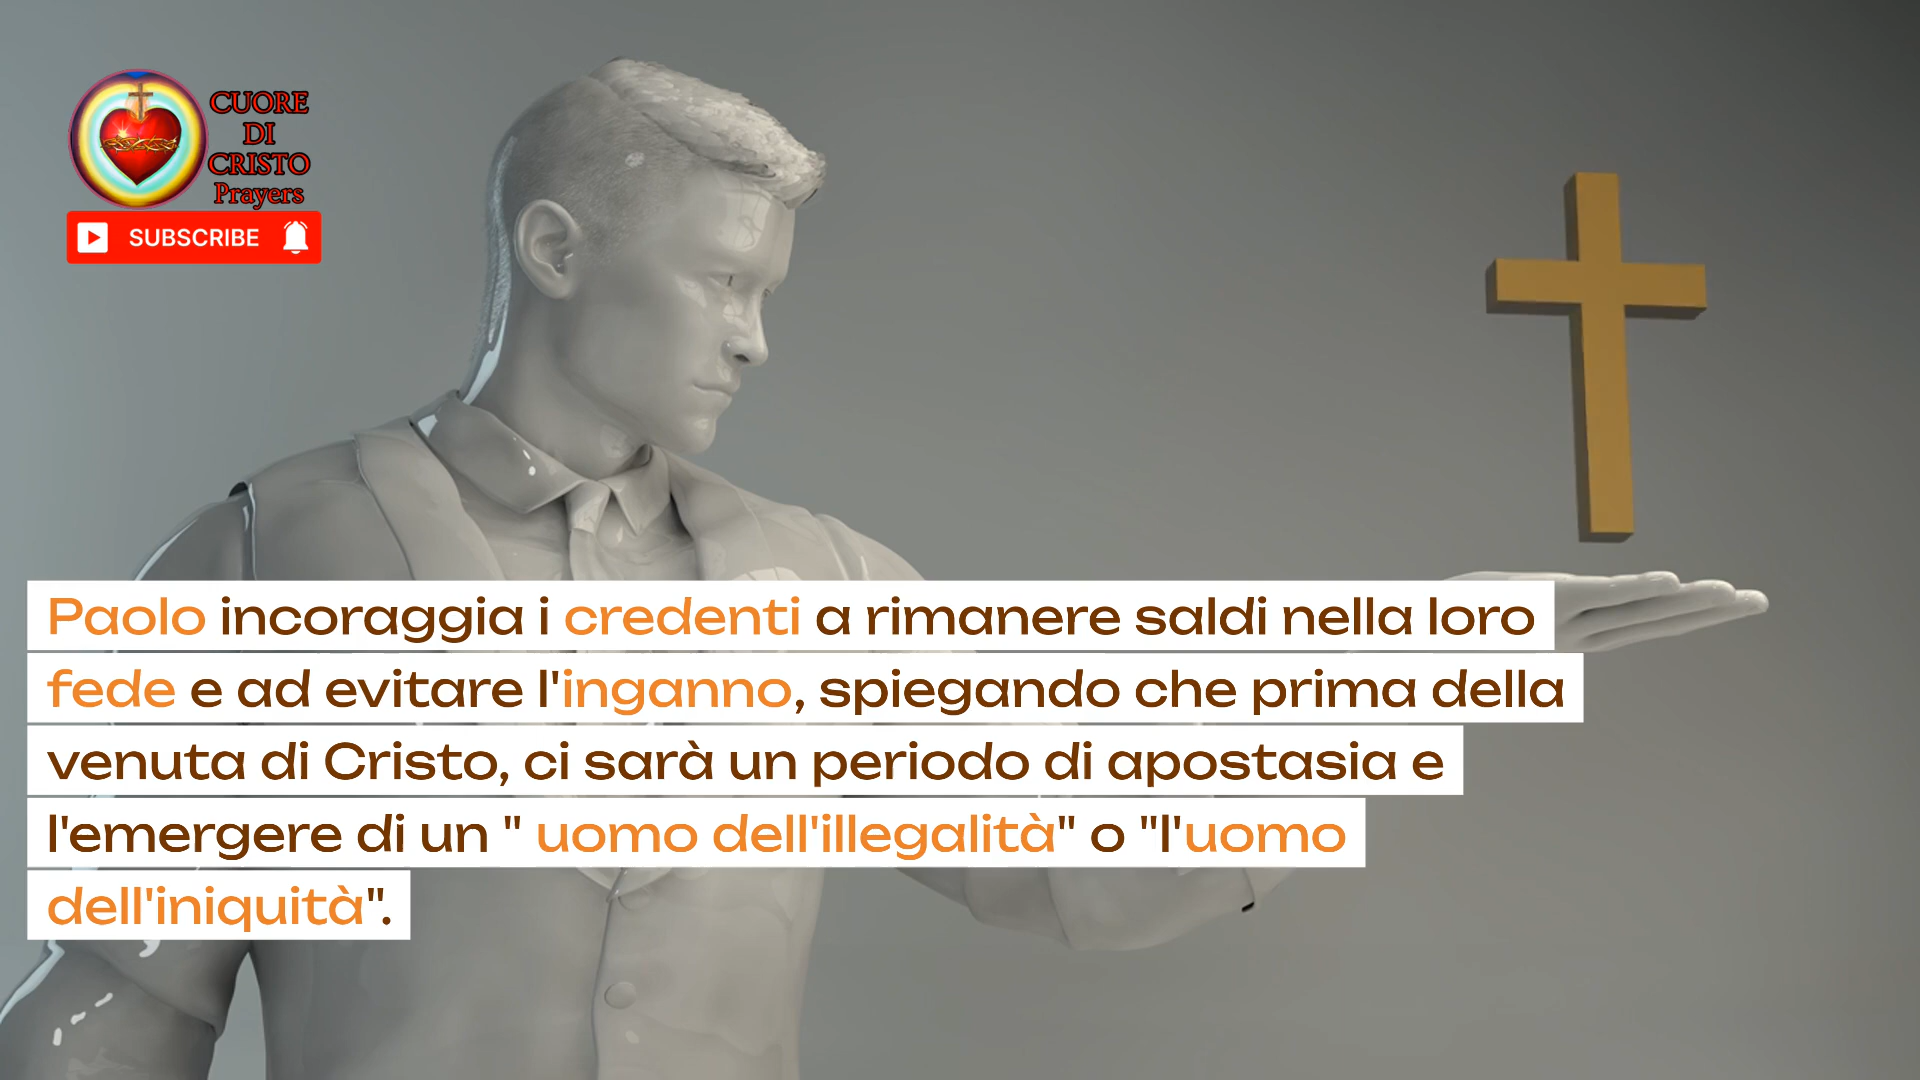 CUORE
DI
CRISTO
Prayers
SUBSCRIBE
Paolo incoraggia i credenti a rimanere saldi nella loro
fede e ad evitare l'inganno, spiegando che prima della
venuta di Cristo, ci sarà un periodo di apostasia e
l'emergere di un " uomo dell'illegalità" o "l'uomo
dell'iniquità".